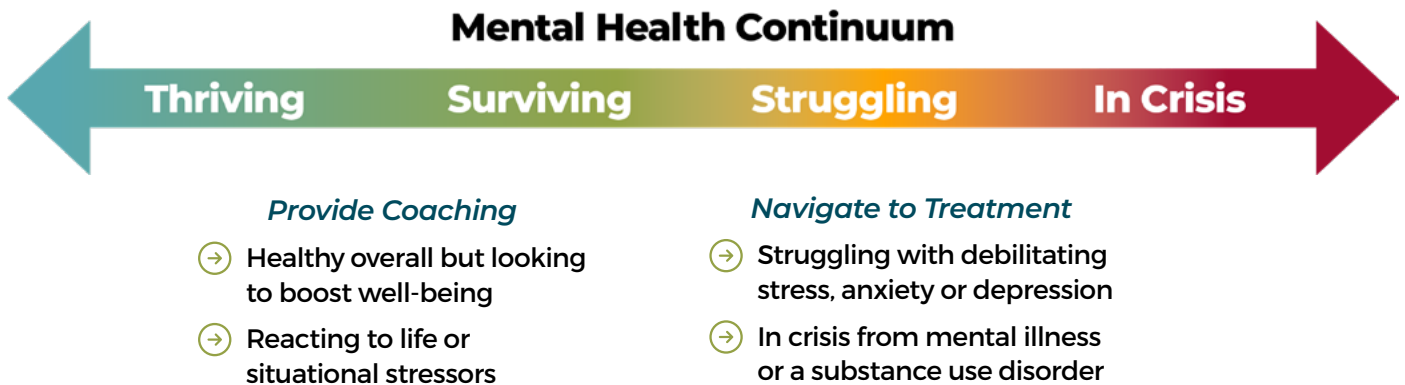 Mental Health Continuum
Thriving Surviving Struggling In Crisis
Provide Coaching
Healthy overall but looking
to boost well-being
Reacting to life or
situational stressors
Navigate to Treatment
Struggling with debilitating
stress, anxiety or depression
In crisis from mental illness
or a substance use disorder